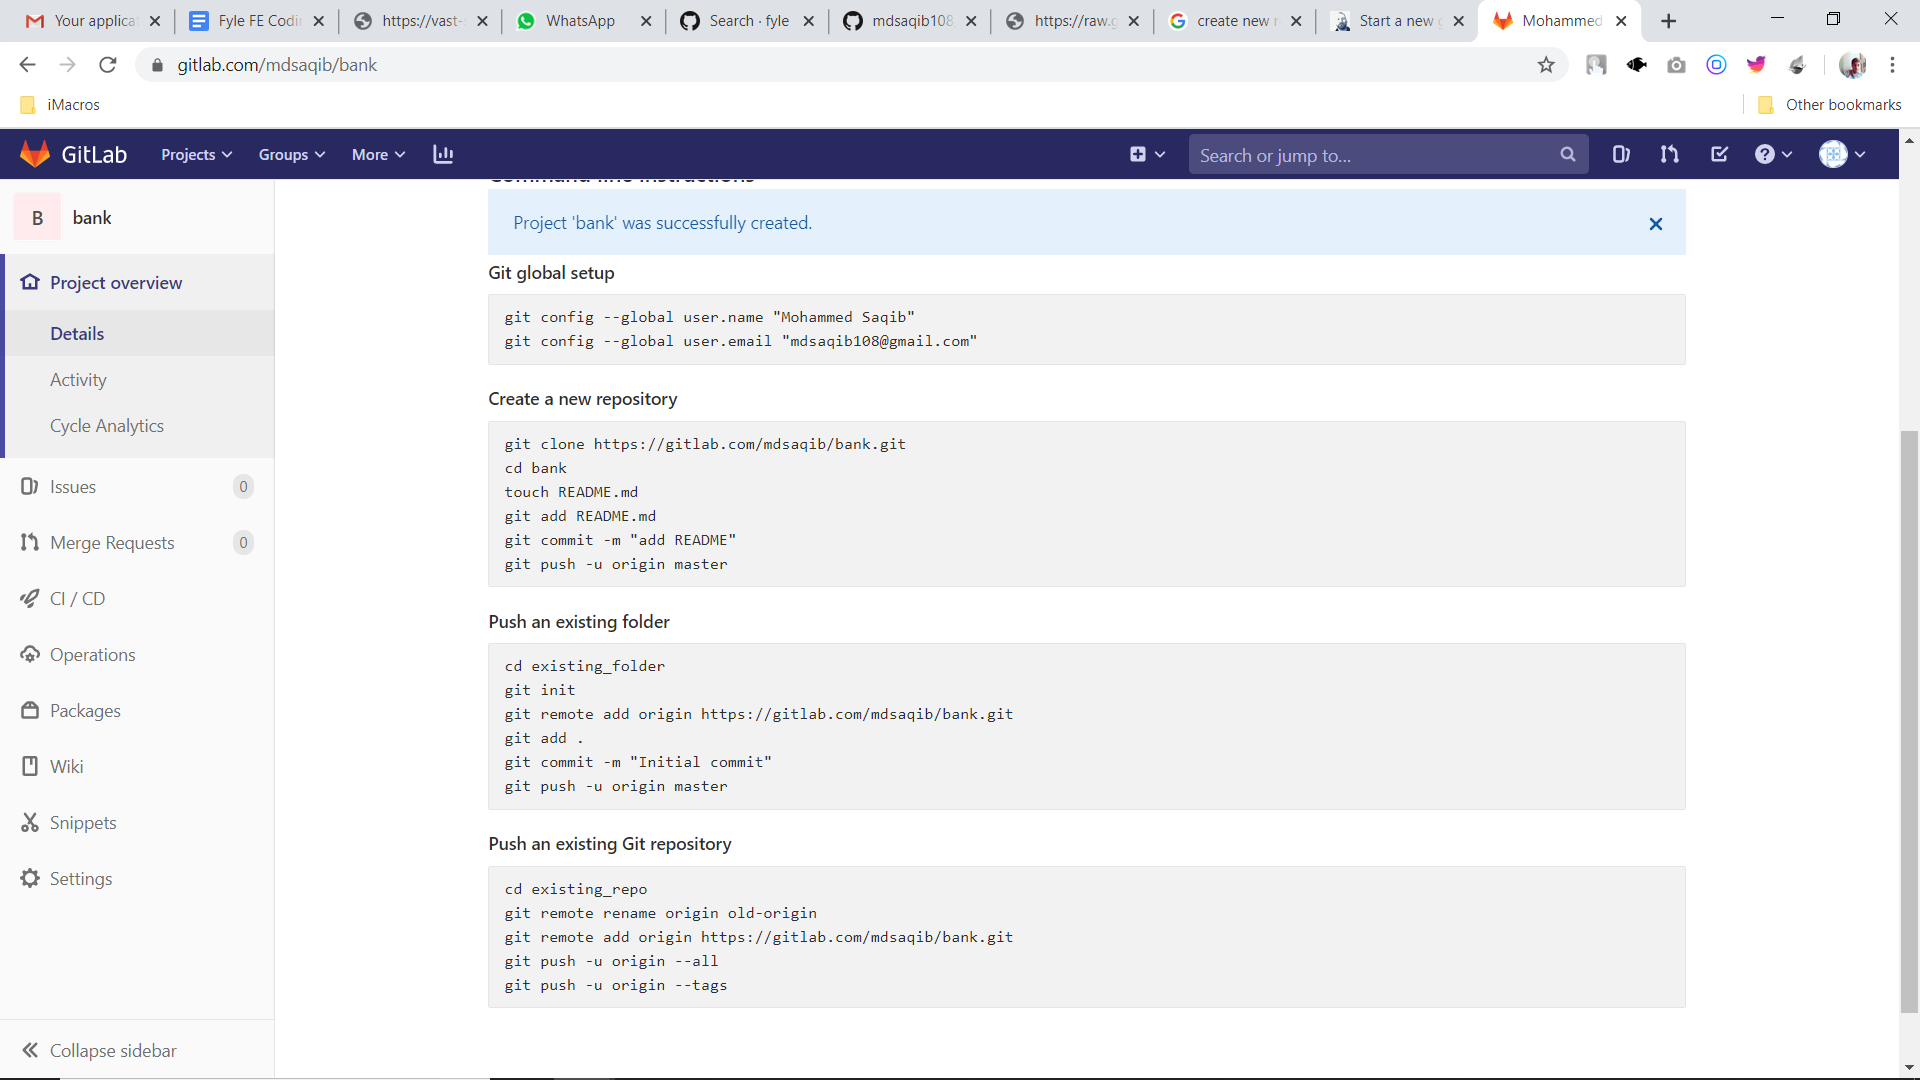 Your applica
Fyle FE Codi
https://vast-
WhatsApp
Search · fyle
mdsaqib108
https://raw.g
create new r
Start a new g
Mohammed
gitlab.com/mdsaqib/bank
iMacros
Other bookmarks
GitLab
Projects
Groups
More
Search or jump to...
B bank
Project overview
Details
Activity
Cycle Analytics
Issues 0
Merge Requests 0
CI / CD
Operations
Packages
Wiki
Snippets
Settings
Collapse sidebar
Command line instructions
Project 'bank' was successfully created.
Git global setup
git config --global user.name "Mohammed Saqib"
git config --global user.email "mdsaqib108@gmail.com"
Create a new repository
git clone https://gitlab.com/mdsaqib/bank.git
cd bank
touch README.md
git add README.md
git commit -m "add README"
git push -u origin master
Push an existing folder
cd existing_folder
git init
git remote add origin https://gitlab.com/mdsaqib/bank.git
git add .
git commit -m "Initial commit"
git push -u origin master
Push an existing Git repository
cd existing_repo
git remote rename origin old-origin
git remote add origin https://gitlab.com/mdsaqib/bank.git
git push -u origin --all
git push -u origin --tags